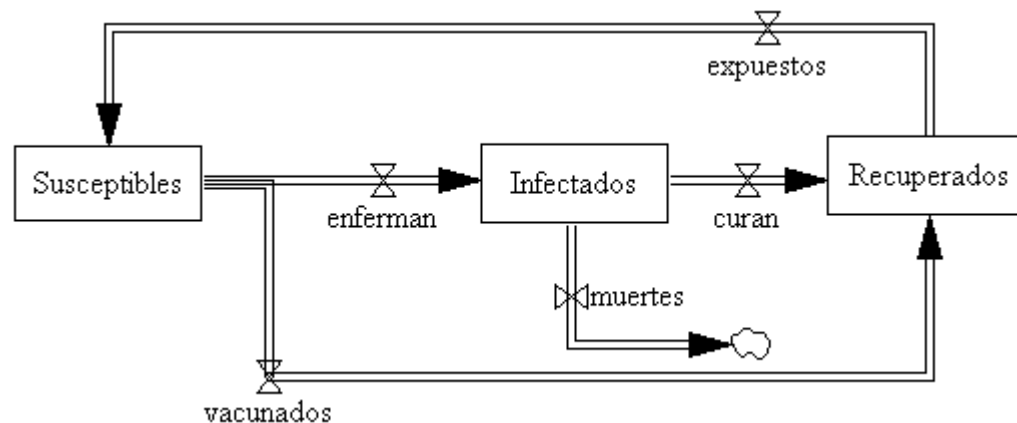 expuestos
Susceptibles
Infectados
Recuperados
enferman
curan
muertes
vacunados